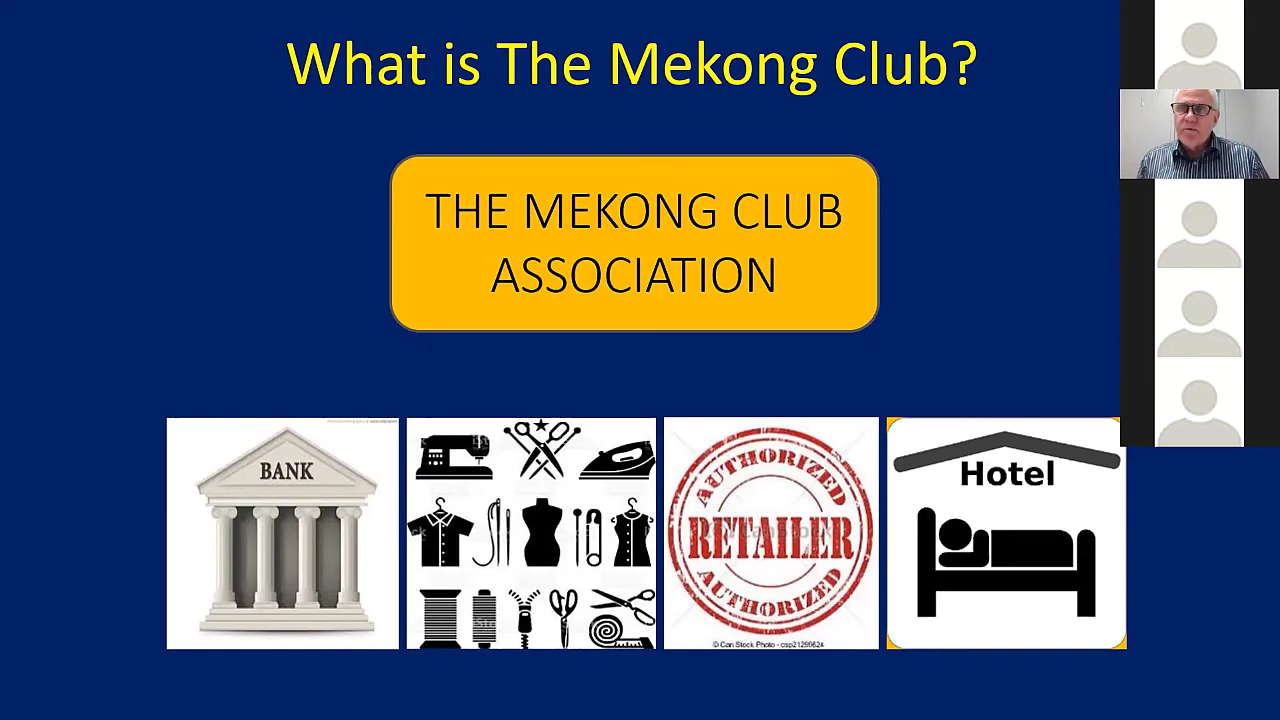 What is The Mekong Club?
THE MEKONG CLUB
ASSOCIATION
BANK
AUTHORIZED
RETAILER
AUTHORIZED
© Can Stock Photo - csp21299624
Hotel